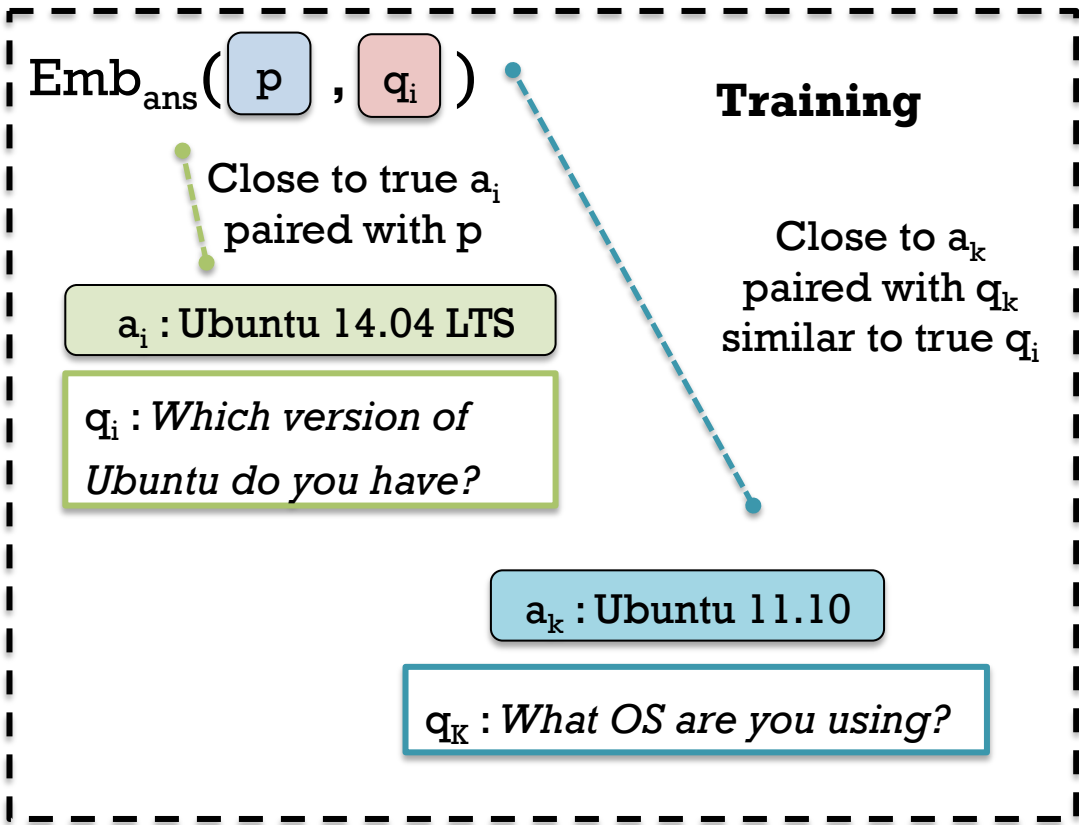 Emb_ans( p , q_i )
Training
Close to true a_i
paired with p
Close to a_k
paired with q_k
similar to true q_i
a_i : Ubuntu 14.04 LTS
q_i : Which version of
Ubuntu do you have?
a_k : Ubuntu 11.10
q_K : What OS are you using?